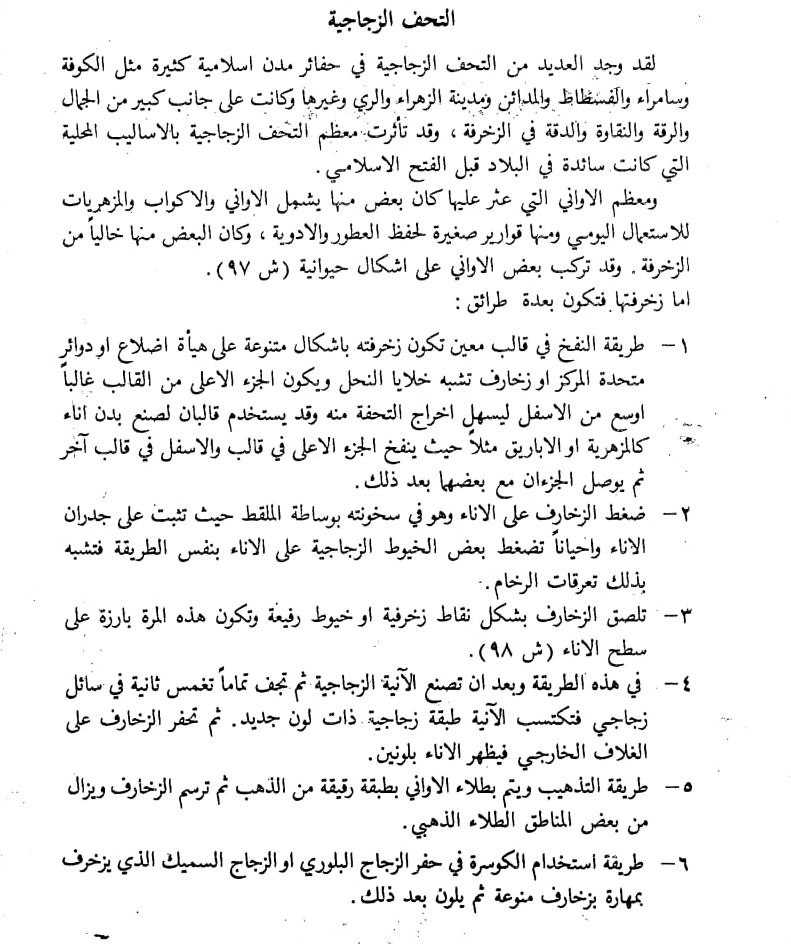 التحف الزجاجية
لقد وجد العديد من التحف الزجاجية في حفائر مدن اسلامية كثيرة مثل الكوفة
وسامراء والفسطاط والمدائن ومدينة الزهراء والري وغيرها وكانت على جانب كبير من الجمال
والرقة والنقاوة والدقة في الزخرفة ، وقد تأثرت معظم التحف الزجاجية بالاساليب المحلية
التي كانت سائدة في البلاد قبل الفتح الاسلامي .
ومعظم الاواني التي عثر عليها كان بعض منها يشمل الاواني والاكواب والمزهريات
للاستعمال اليومي ومنها قوارير صغيرة لحفظ العطور والادوية ، وكان البعض منها خالياً من
الزخرفة . وقد تركب بعض الاواني على اشكال حيوانية (ش ٩٧) .
اما زخرفتها فتكون بعدة طرائق :
١- طريقة النفخ في قالب معين تكون زخرفته باشكال متنوعة على هيأة اضلاع او دوائر
متحدة المركز او زخارف تشبه خلايا النحل ويكون الجزء الاعلى من القالب غالباً
اوسع من الاسفل ليسهل اخراج التحفة منه وقد يستخدم قالبان لصنع بدن اناء
كالمزهرية او الاباريق مثلاً حيث ينفخ الجزء الاعلى في قالب والاسفل في قالب آخر
ثم يوصل الجزءان مع بعضهما بعد ذلك .
٢- ضغط الزخارف على الاناء وهو في سخونته بوساطة الملقط حيث تثبت على جدران
الاناء واحياناً تضغط بعض الخيوط الزجاجية على الاناء بنفس الطريقة فتشبه
بذلك تعرقات الرخام .
٣- تلصق الزخارف بشكل نقاط زخرفية او خيوط رفيعة وتكون هذه المرة بارزة على
سطح الاناء (ش ٩٨) .
٤- في هذه الطريقة وبعد ان تصنع الآنية الزجاجية ثم تجف تماماً تغمس ثانية في سائل
زجاجي فتكتسب الآنية طبقة زجاجية ذات لون جديد . ثم تحفر الزخارف على
الغلاف الخارجي فيظهر الاناء بلونين .
٥- طريقة التذهيب ويتم بطلاء الاواني بطبقة رقيقة من الذهب ثم ترسم الزخارف ويزال
من بعض المناطق الطلاء الذهبي .
٦- طريقة استخدام الكوسرة في حفر الزجاج البلوري او الزجاج السميك الذي يزخرف
بمهارة بزخارف منوعة ثم يلون بعد ذلك .